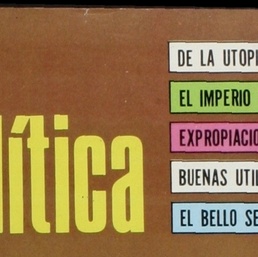 lítica
DE LA UTOPI
EL IMPERIO
EXPROPIACIO
BUENAS UTIL
EL BELLO SE